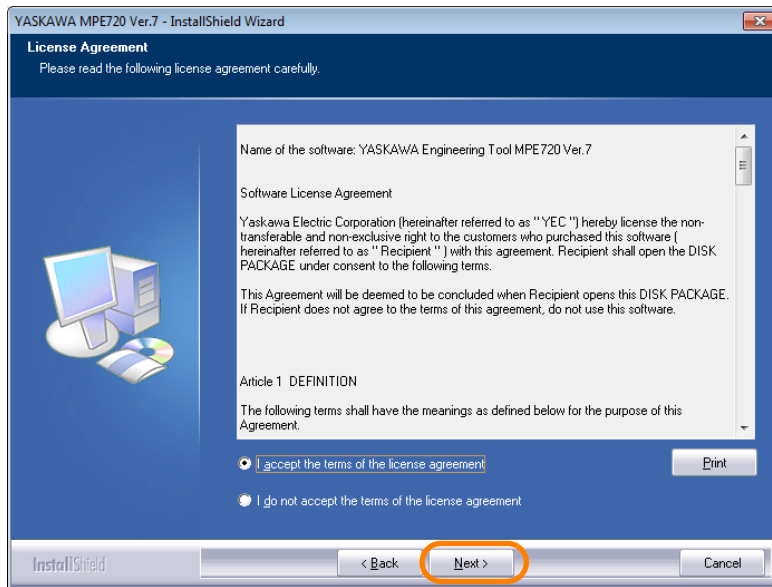 YASKAWA MPE720 Ver.7 - InstallShield Wizard
License Agreement
Please read the following license agreement carefully.
Name of the software: YASKAWA Engineering Tool MPE720 Ver.7
Software License Agreement
Yaskawa Electric Corporation (hereinafter referred to as " YEC ") hereby license the non-
transferable and non-exclusive right to the customers who purchased this software (
hereinafter referred to as " Recipient " ) with this agreement. Recipient shall open the DISK
PACKAGE under consent to the following terms.
This Agreement will be deemed to be concluded when Recipient opens this DISK PACKAGE.
If Recipient does not agree to the terms of this agreement, do not use this software.
Article 1 DEFINITION
The following terms shall have the meanings as defined below for the purpose of this
Agreement.
I accept the terms of the license agreement
Print
I do not accept the terms of the license agreement
InstallShield
< Back
Next >
Cancel